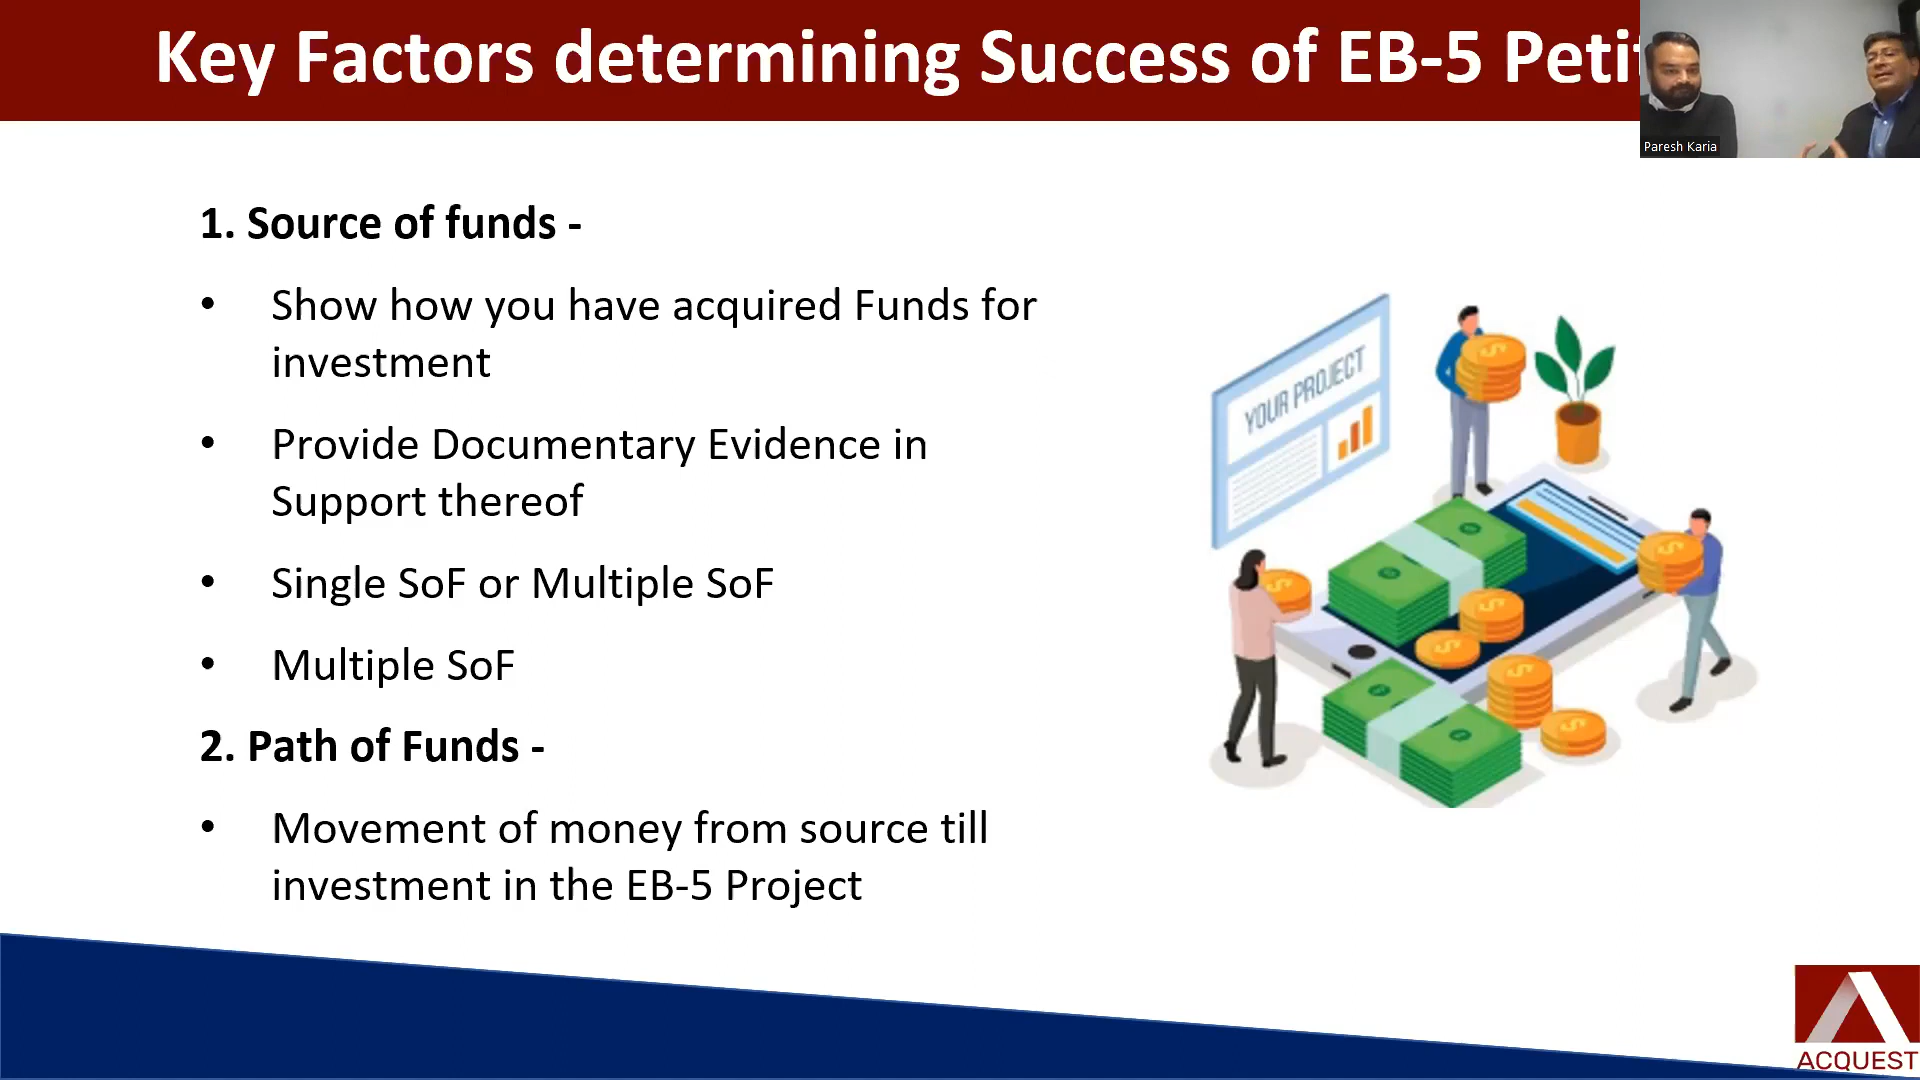 Key Factors determining Success of EB-5
Paresh Karia
1. Source of funds -
• Show how you have acquired Funds for
investment
• Provide Documentary Evidence in
Support thereof
• Single SoF or Multiple SoF
• Multiple SoF
2. Path of Funds -
• Movement of money from source till
investment in the EB-5 Project
YOUR PROJECT
ACQUEST